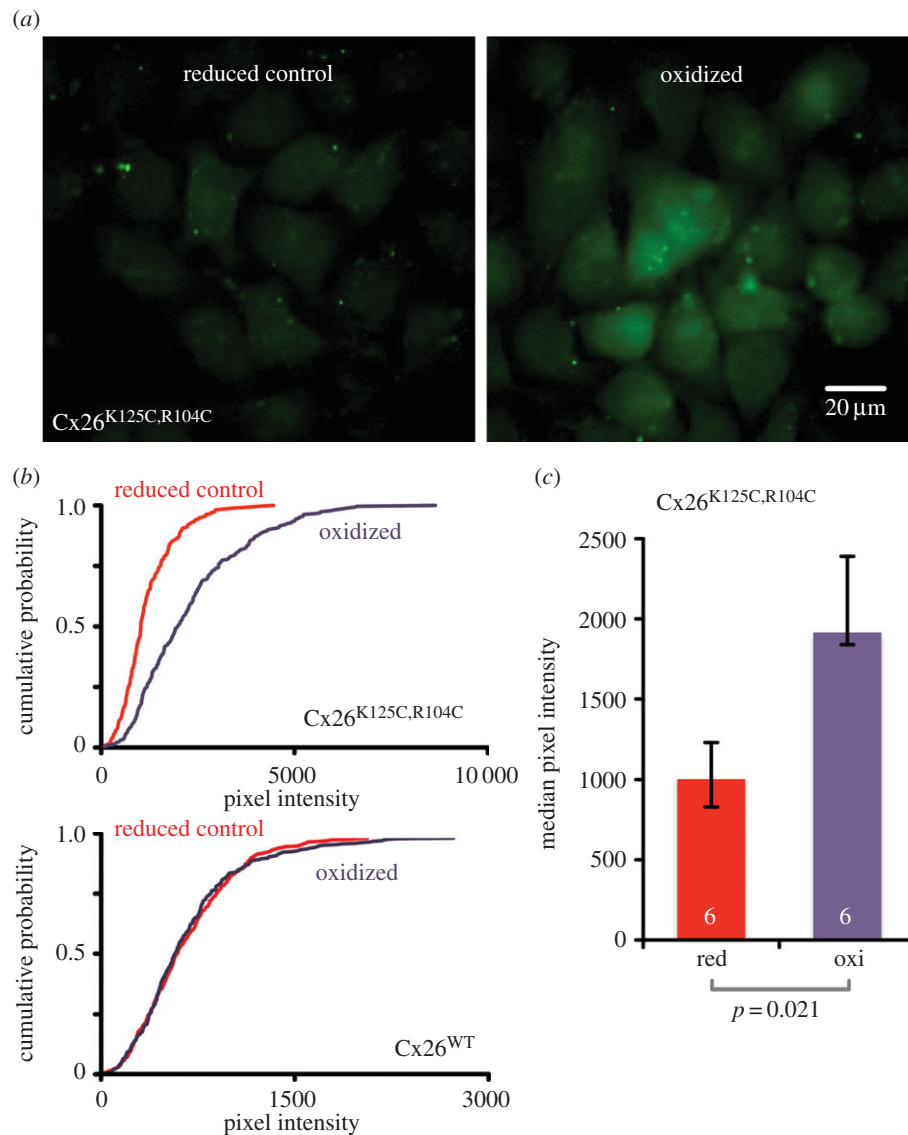 (a)
reduced control
oxidized
Cx26K125C,R104C
20 µm
(b)
reduced control
oxidized
cumulative probability
1.0
0.5
0
Cx26K125C,R104C
0
5000
10 000
pixel intensity
reduced control
oxidized
cumulative probability
1.0
0.5
0
Cx26WT
0
1500
3000
pixel intensity
(c)
Cx26K125C,R104C
median pixel intensity
2500
2000
1500
1000
500
0
6
6
red
oxi
p = 0.021